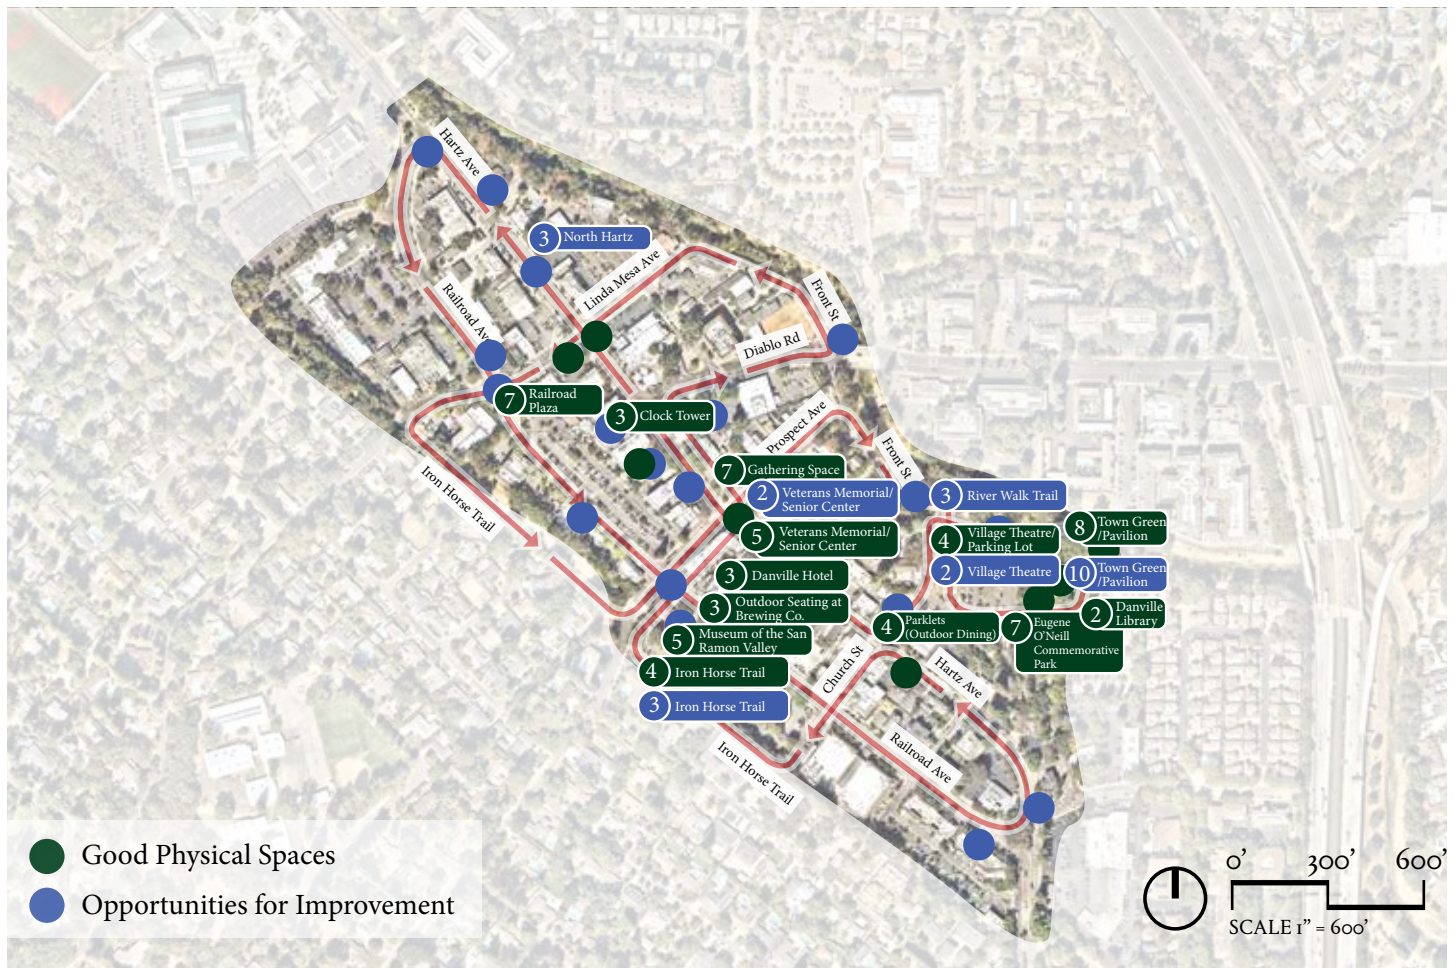 Hartz Ave
3 North Hartz
Linda Mesa Ave
Front St
Railroad Ave
Diablo Rd
7 Railroad
Plaza
3 Clock Tower
Prospect Ave
Front St
Iron Horse Trail
7 Gathering Space
2 Veterans Memorial/
Senior Center
3 River Walk Trail
5 Veterans Memorial/
Senior Center
4 Village Theatre/
Parking Lot
8 Town Green
/Pavilion
2 Village Theatre
10 Town Green
/Pavilion
3 Danville Hotel
3 Outdoor Seating at
Brewing Co.
2 Danville
Library
4 Parklets
(Outdoor Dining)
7 Eugene
O'Neill
Commemorative
Park
5 Museum of the San
Ramon Valley
4 Iron Horse Trail
3 Iron Horse Trail
Church St
Hartz Ave
Railroad Ave
Iron Horse Trail
Good Physical Spaces
Opportunities for Improvement
0’ 300’ 600’
SCALE 1” = 600’